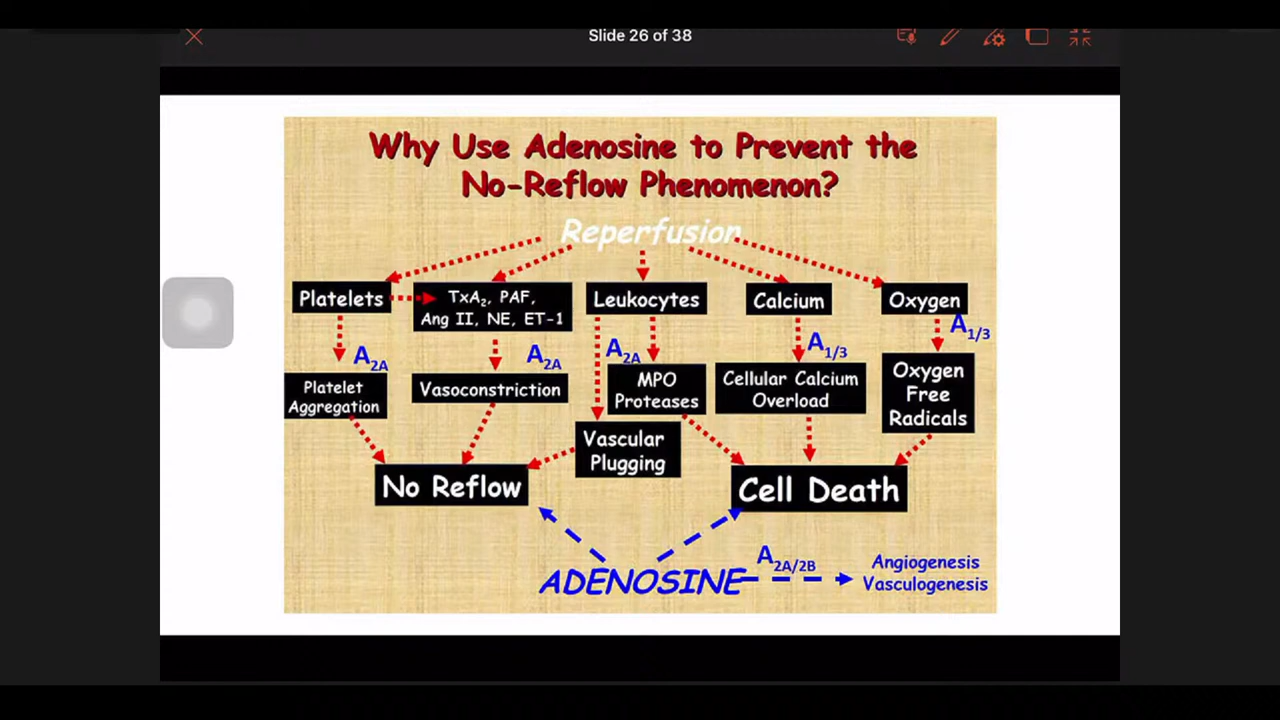 Slide 26 of 38
Why Use Adenosine to Prevent the
No-Reflow Phenomenon?
Reperfusion
Platelets
TxA2, PAF,
Ang II, NE, ET-1
Leukocytes
Calcium
Oxygen
A2A
A2A
A2A
A1/3
A1/3
Platelet
Aggregation
Vasoconstriction
MPO
Proteases
Cellular Calcium
Overload
Oxygen
Free
Radicals
Vascular
Plugging
No Reflow
Cell Death
ADENOSINE
A2A/2B
Angiogenesis
Vasculogenesis